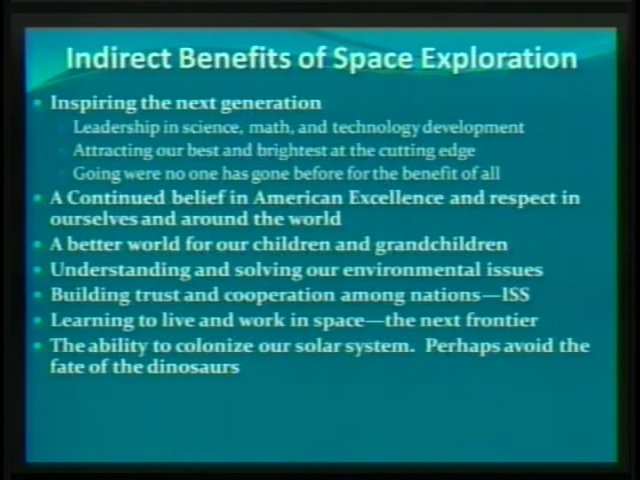 Indirect Benefits of Space Exploration
• Inspiring the next generation
Leadership in science, math, and technology development
Attracting our best and brightest at the cutting edge
Going were no one has gone before for the benefit of all
• A Continued belief in American Excellence and respect in
ourselves and around the world
• A better world for our children and grandchildren
• Understanding and solving our environmental issues
• Building trust and cooperation among nations—ISS
• Learning to live and work in space—the next frontier
• The ability to colonize our solar system. Perhaps avoid the
fate of the dinosaurs